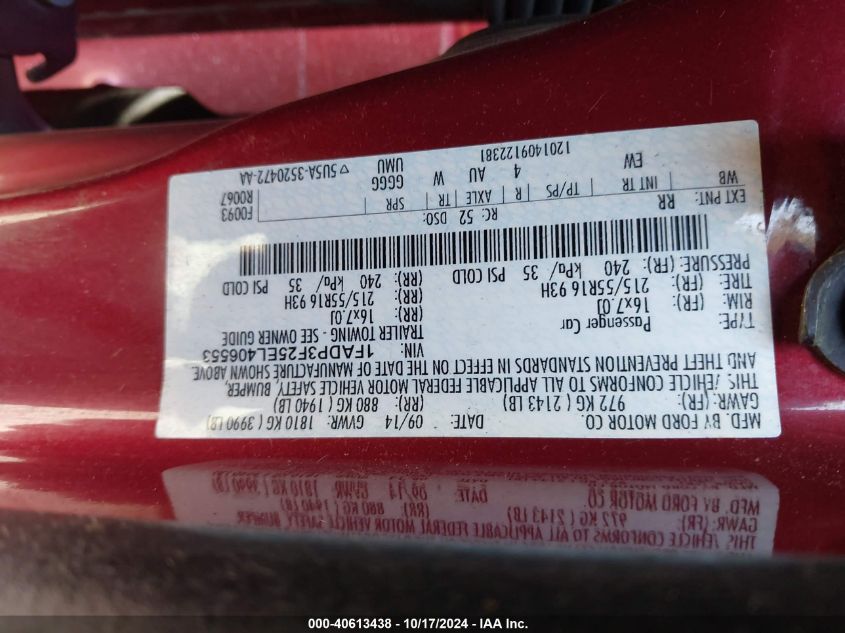 MFD. BY FORD MOTOR CO.
DATE: 09/14 GVWR: 1810 KG ( 3990 LB)
GAWR: (FR): 972 KG ( 2143 LB) (RR): 880 KG ( 1940 LB)
THIS VEHICLE CONFORMS TO ALL APPLICABLE FEDERAL MOTOR VEHICLE SAFETY, BUMPER,
AND THEFT PREVENTION STANDARDS IN EFFECT ON THE DATE OF MANUFACTURE SHOWN ABOVE.
VIN: 1FADP3F25EL406553
TYPE: Passenger Car TRAILER TOWING - SEE OWNER GUIDE
RIM: (FR): 16x7.0J (RR): 16x7.0J
TIRE: (FR): 215/55R16 93H (RR): 215/55R16 93H
PRESSURE: (FR): 240 kPa/ 35 PSI COLD (RR): 240 kPa/ 35 PSI COLD
EXT PNT: RR RC: 52 DSO: F0093
WB INT TR TP/PS R AXLE TR SPR R0067
EW 4 AU W GGGG
UMU
1201409122381 5U5A-3520472-AA
000-40613438 - 10/17/2024 - IAA Inc.